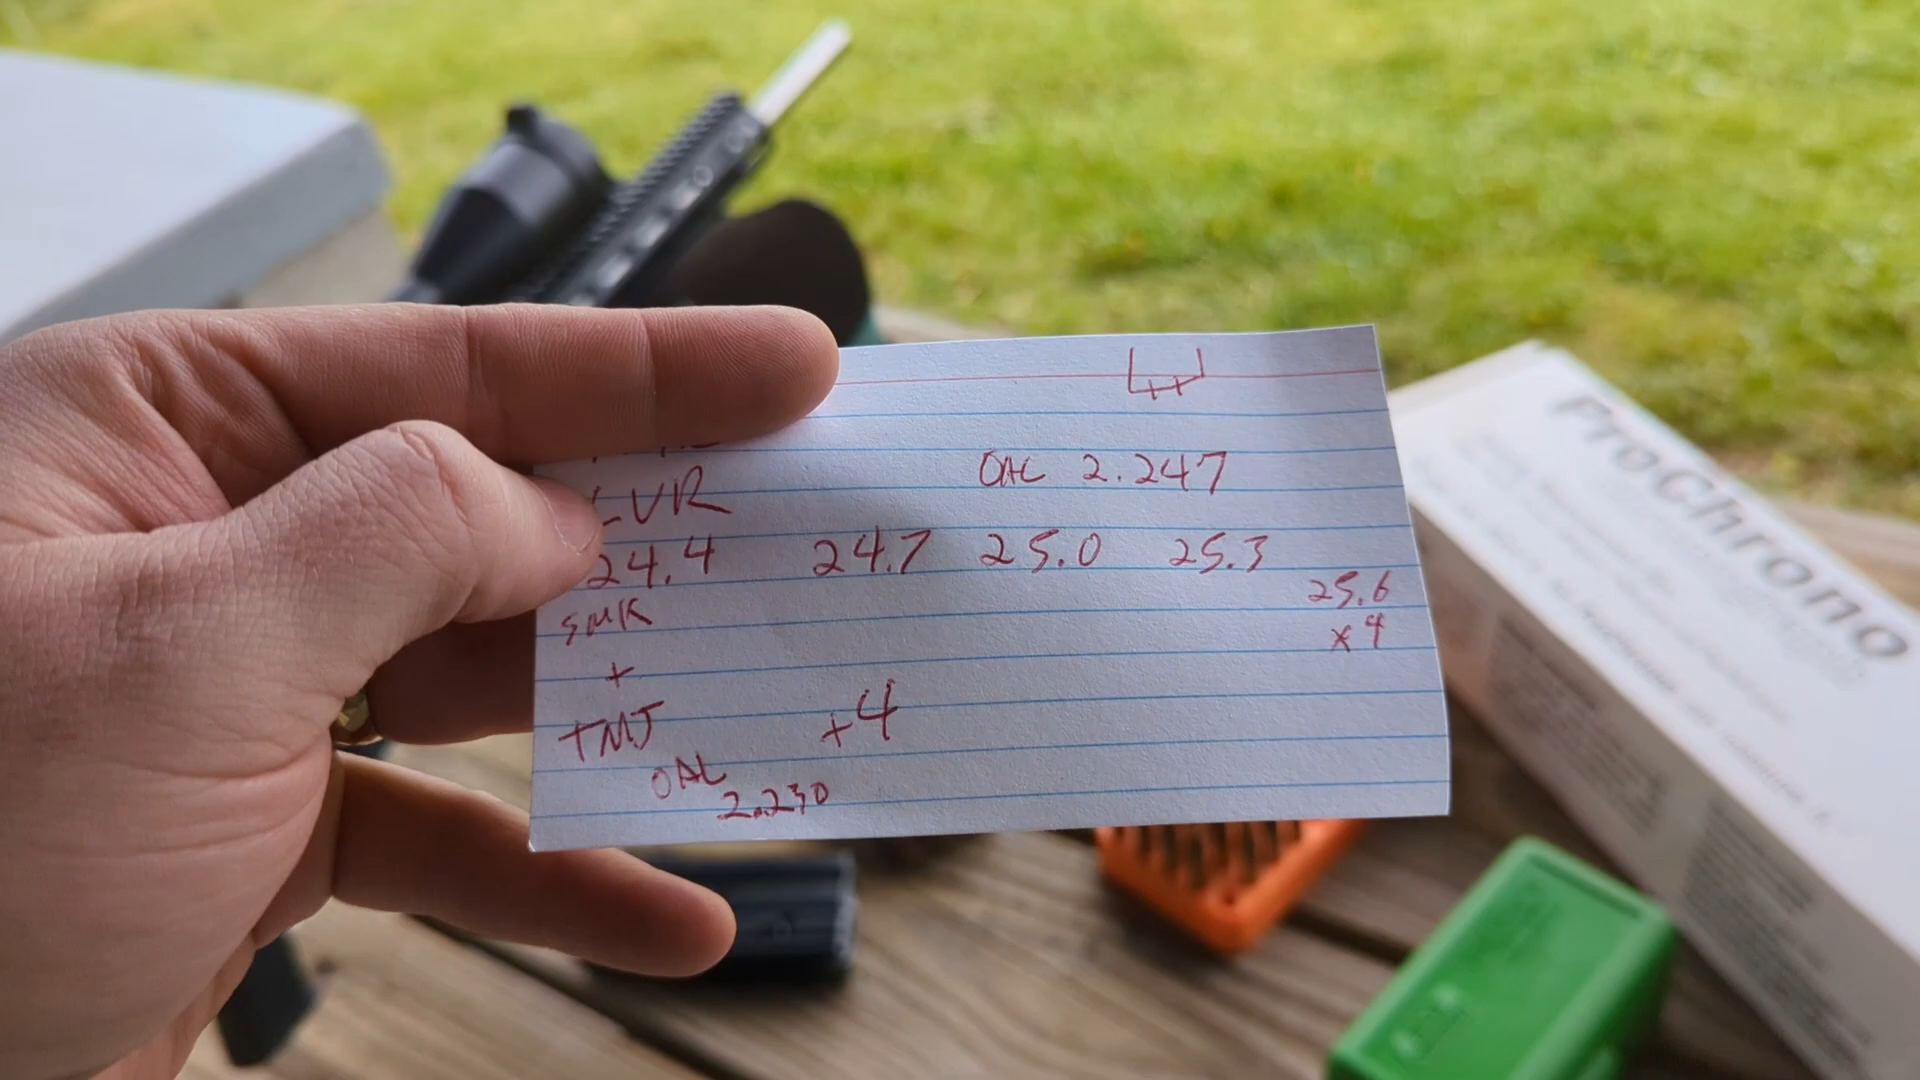 OAL 2.247
LVR
24.4 24.7 25.0 25.3
25.6
x4
SMK
+
TMJ
+4
OAL
2.230
ProChrono